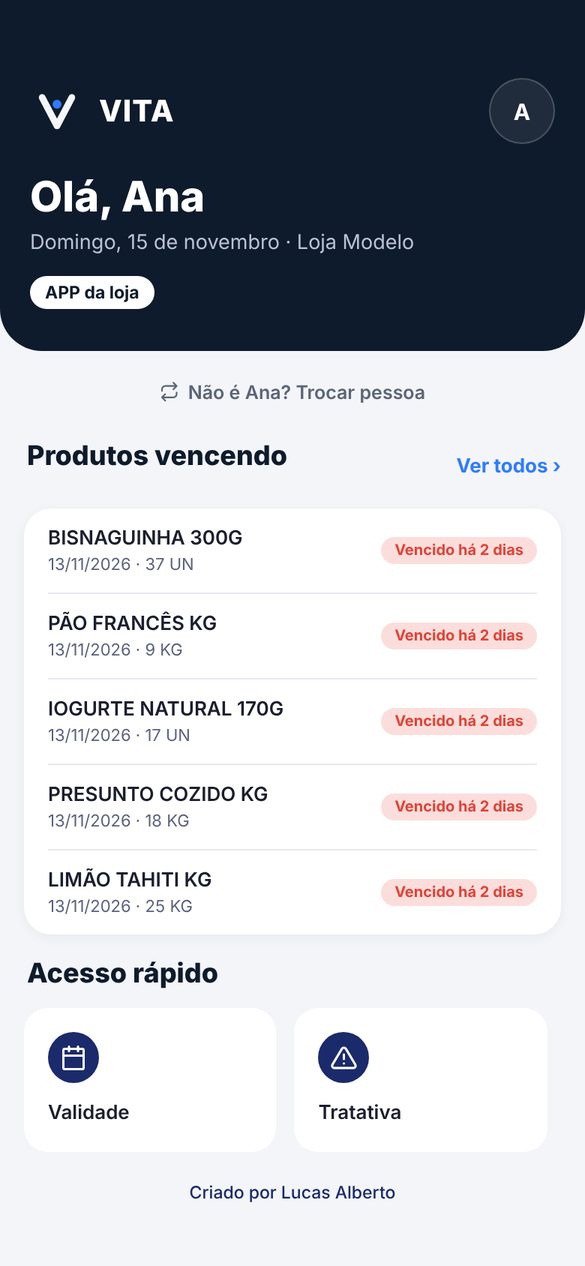 VITA
A
Olá, Ana
Domingo, 15 de novembro · Loja Modelo
APP da loja
Não é Ana? Trocar pessoa
Produtos vencendo
Ver todos ›
BISNAGUINHA 300G
13/11/2026 · 37 UN
Vencido há 2 dias
PÃO FRANCÊS KG
13/11/2026 · 9 KG
Vencido há 2 dias
IOGURTE NATURAL 170G
13/11/2026 · 17 UN
Vencido há 2 dias
PRESUNTO COZIDO KG
13/11/2026 · 18 KG
Vencido há 2 dias
LIMÃO TAHITI KG
13/11/2026 · 25 KG
Vencido há 2 dias
Acesso rápido
Validade
Tratativa
Criado por Lucas Alberto